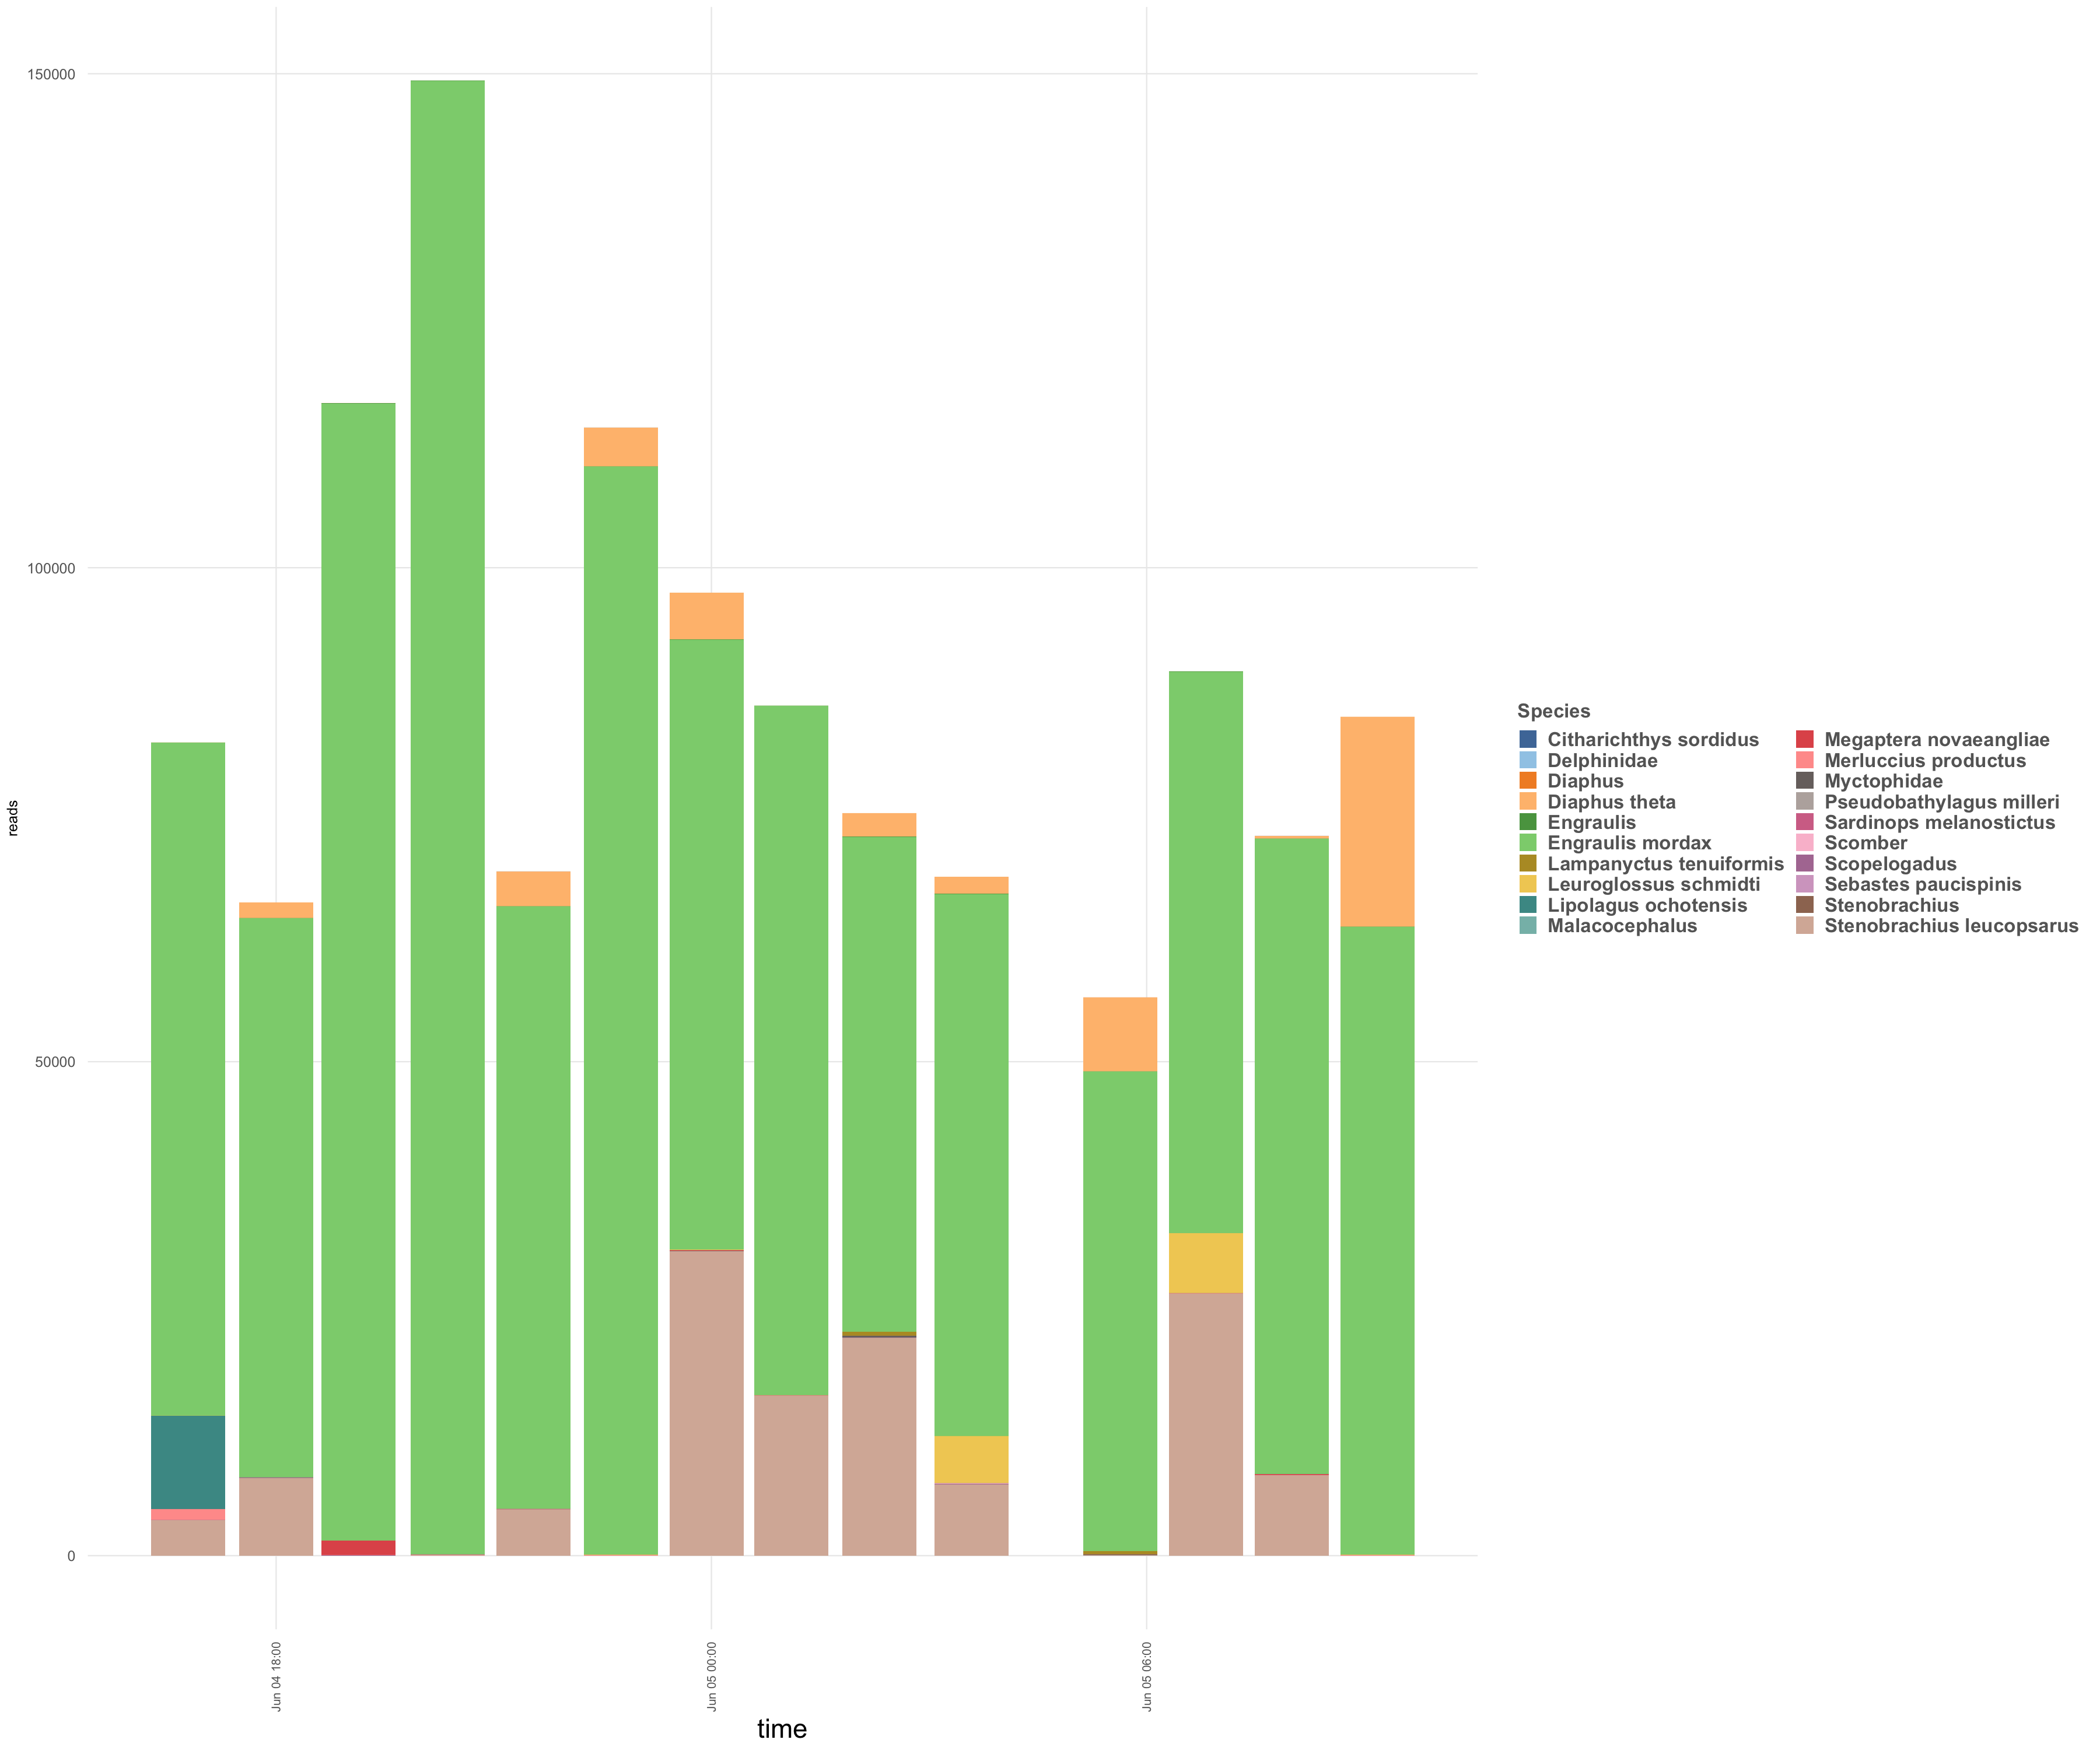 150000
100000
50000
0
reads
Jun 04 18:00
Jun 05 00:00
Jun 05 06:00
time
Species
Citharichthys sordidus
Delphinidae
Diaphus
Diaphus theta
Engraulis
Engraulis mordax
Lampanyctus tenuiformis
Leuroglossus schmidti
Lipolagus ochotensis
Malacocephalus
Megaptera novaeangliae
Merluccius productus
Myctophidae
Pseudobathylagus milleri
Sardinops melanostictus
Scomber
Scopelogadus
Sebastes paucispinis
Stenobrachius
Stenobrachius leucopsarus